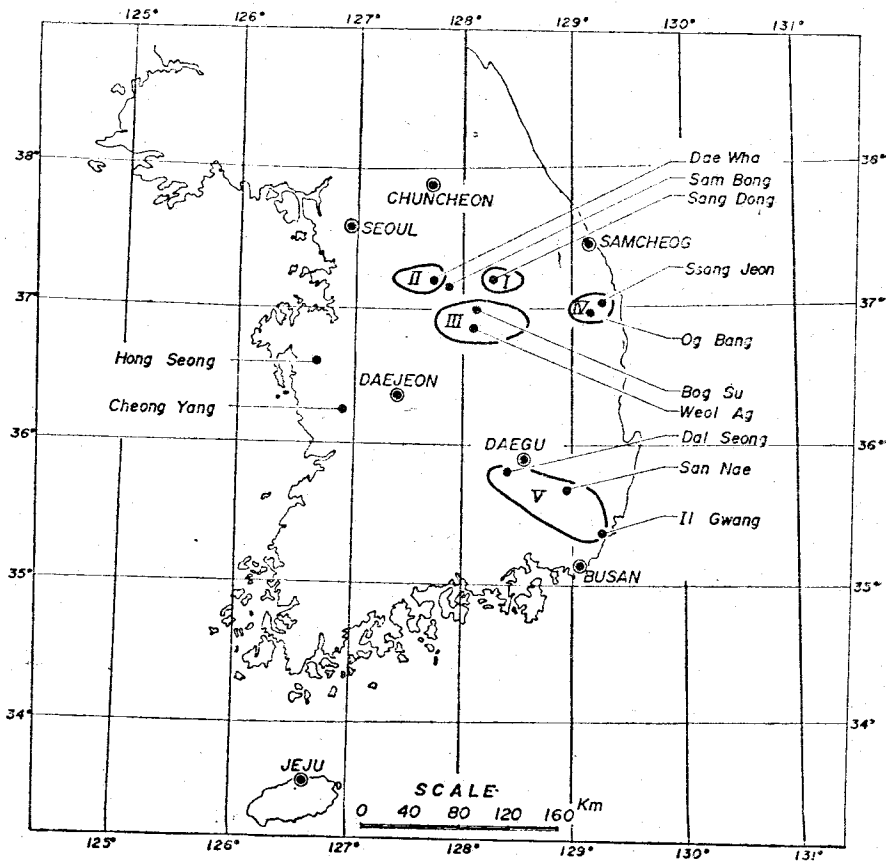 125° 126° 127° 128° 129° 130° 131°
38° 38°
Dae Wha
Sam Bong
Sang Dong
CHUNCHEON
SEOUL
SAMCHEOG
Ssang Jeon
II I
37° 37°
IV
III
Og Bang
Hong Seong
DAEJEON
Bog Su
Cheong Yang
Weol Ag
36° 36°
DAEGU
Dal Seong
San Nae
V
Il Gwang
BUSAN
35° 35°
34° 34°
JEJU
SCALE
0 40 80 120 160 Km
125° 126° 127° 128° 129° 130° 131°